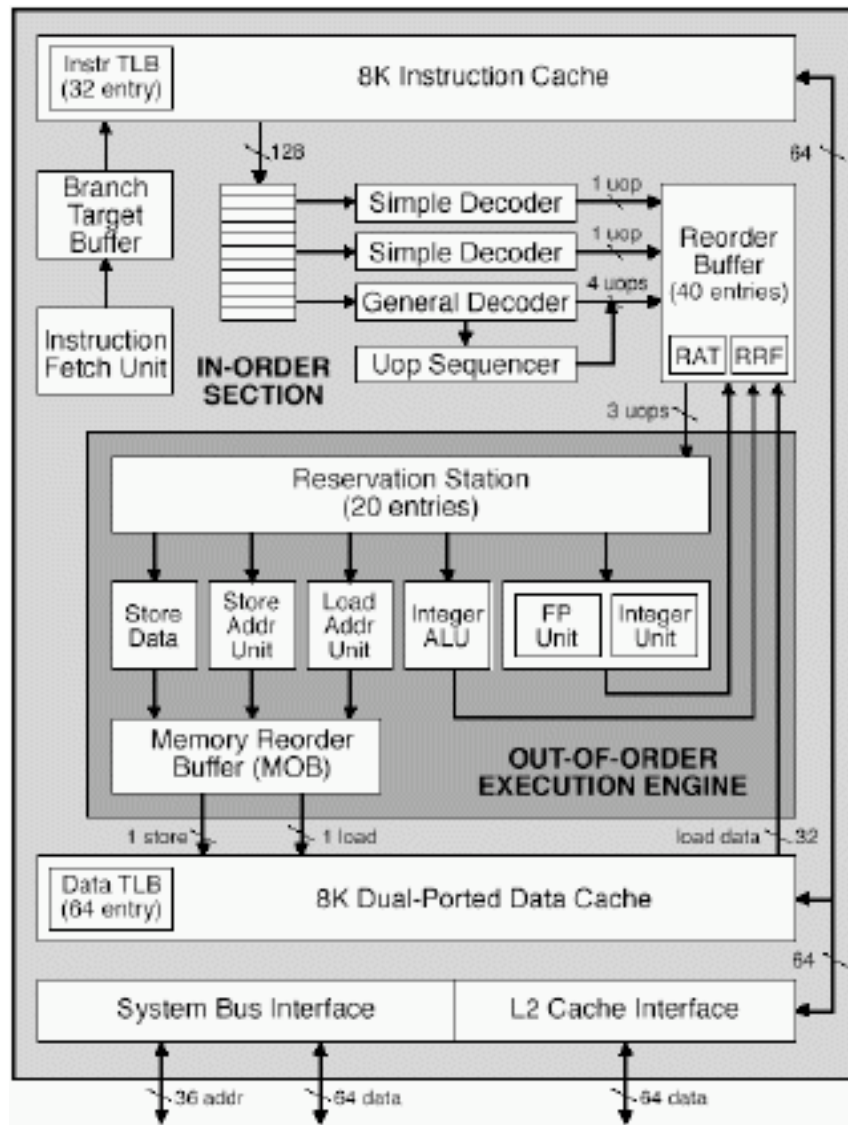 Instr TLB
(32 entry)
8K Instruction Cache
128
64
Branch
Target
Buffer
Simple Decoder
1 uop
Simple Decoder
1 uop
General Decoder
4 uops
Uop Sequencer
Reorder
Buffer
(40 entries)
RAT
RRF
Instruction
Fetch Unit
IN-ORDER
SECTION
3 uops
Reservation Station
(20 entries)
Store
Data
Store
Addr
Unit
Load
Addr
Unit
Integer
ALU
FP
Unit
Integer
Unit
Memory Reorder
Buffer (MOB)
OUT-OF-ORDER
EXECUTION ENGINE
1 store
1 load
load data
32
Data TLB
(64 entry)
8K Dual-Ported Data Cache
64
System Bus Interface
L2 Cache Interface
36 addr
64 data
64 data